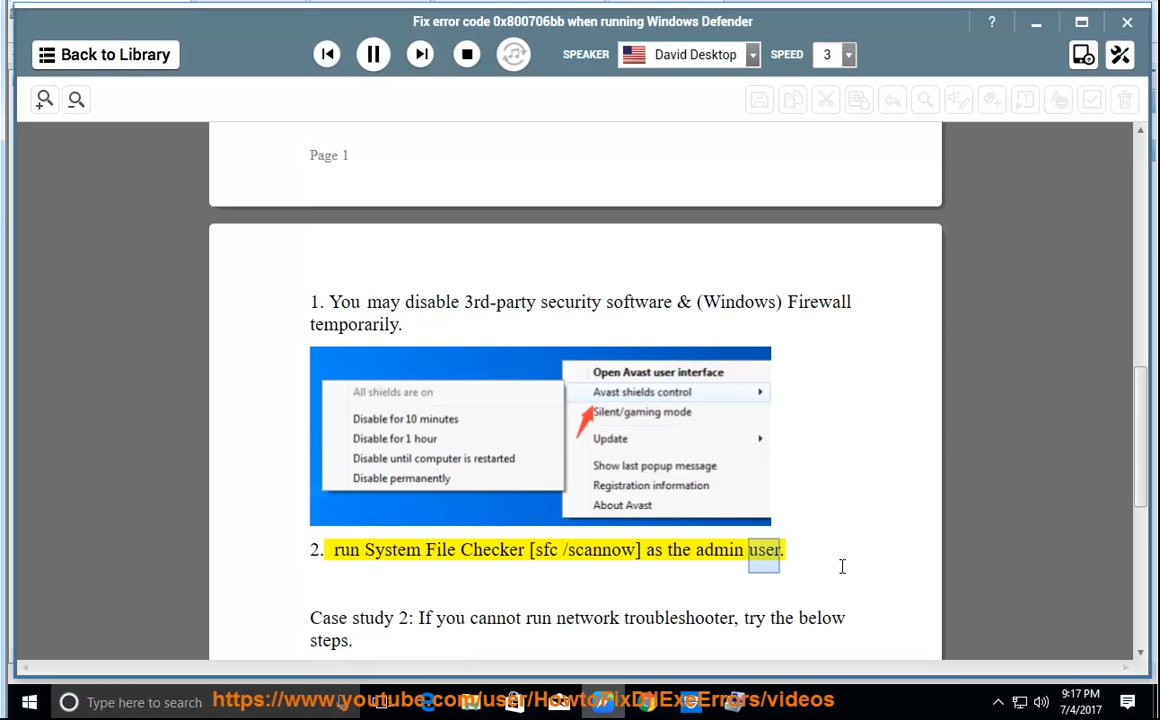 Fix error code 0x800706bb when running Windows Defender
Back to Library
SPEAKER David Desktop SPEED 3
Page 1
1. You may disable 3rd-party security software & (Windows) Firewall
temporarily.
Open Avast user interface
All shields are on
Avast shields control
Silent/gaming mode
Disable for 10 minutes
Disable for 1 hour
Update
Disable until computer is restarted
Show last popup message
Disable permanently
Registration information
About Avast
2. run System File Checker [sfc /scannow] as the admin user.
Case study 2: If you cannot run network troubleshooter, try the below
steps.
Type here to search
https://www.youtube.com/user/HowtoFixDllExeErrors/videos
9:17 PM
7/4/2017